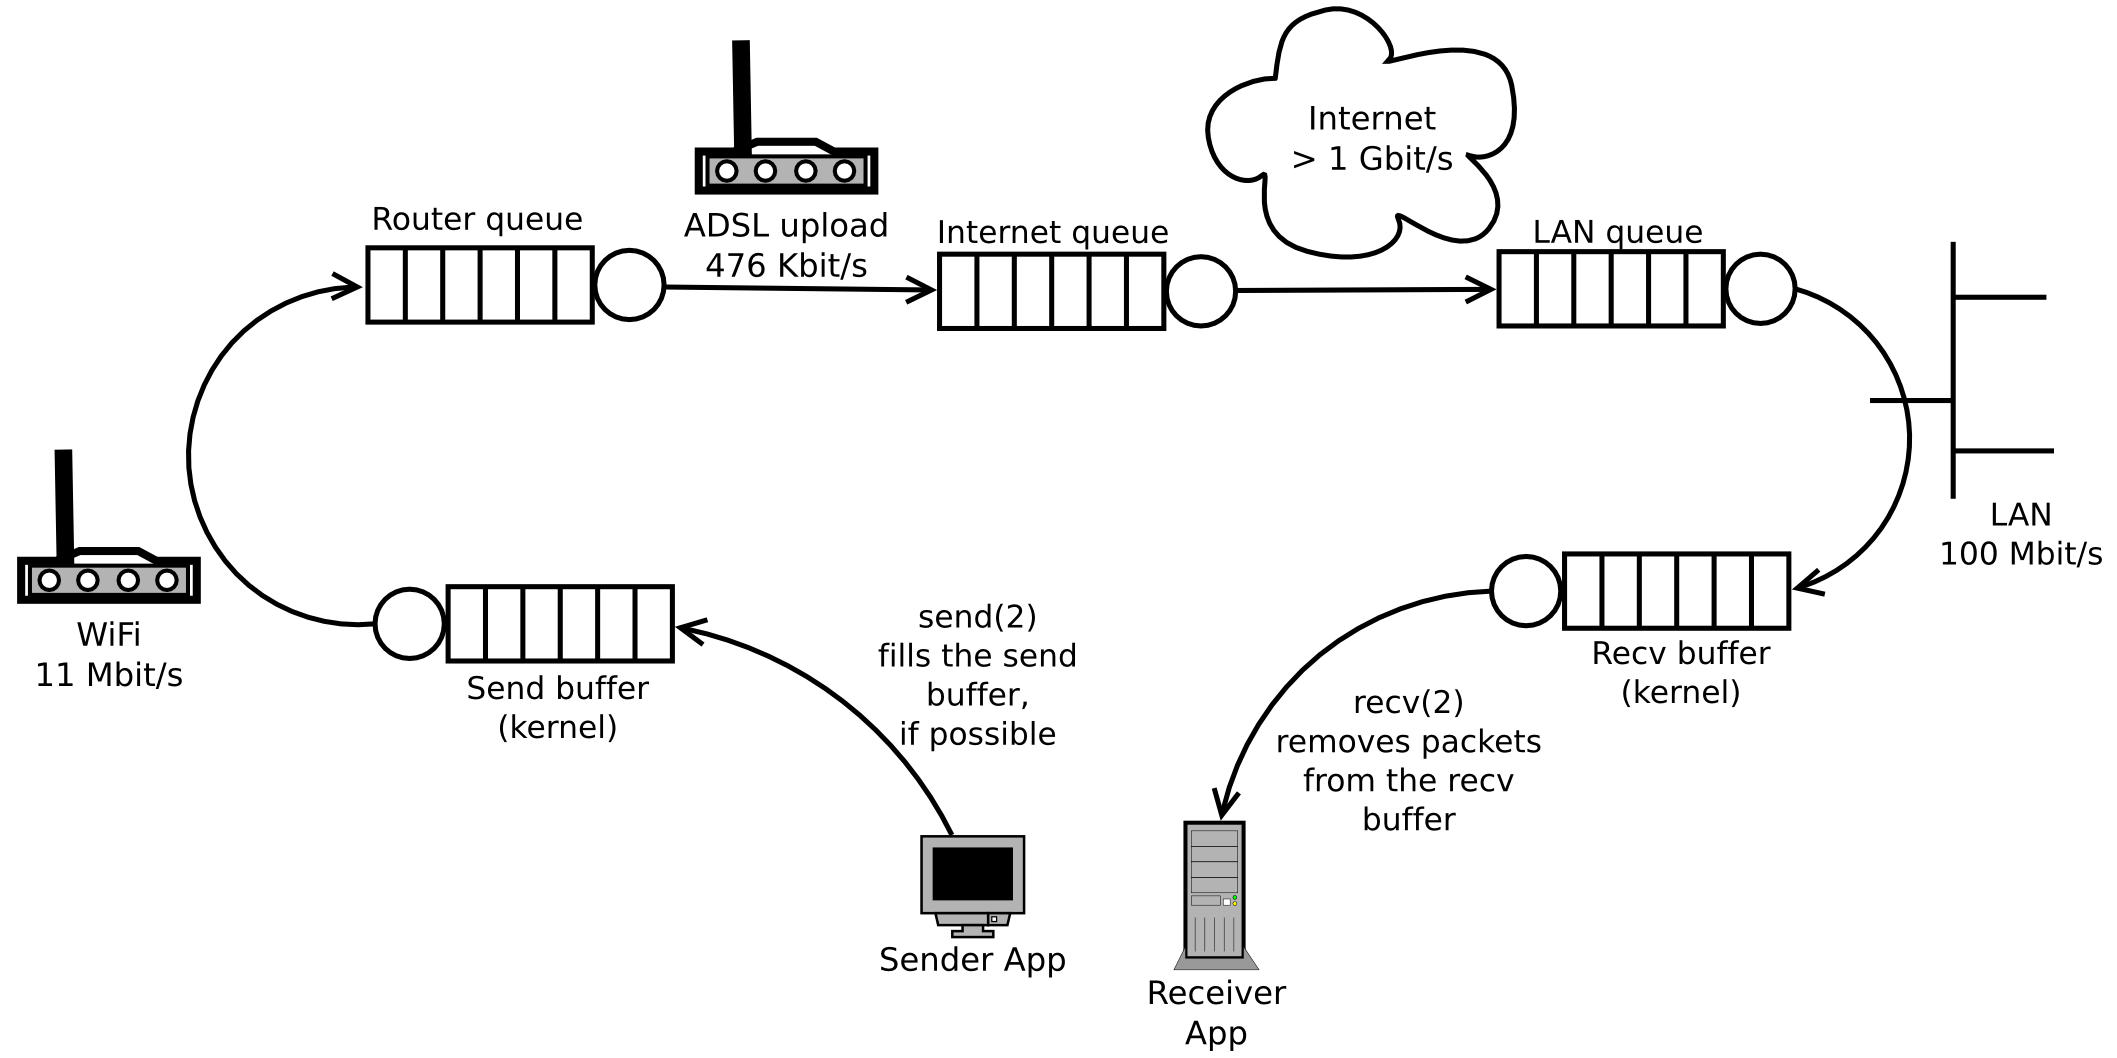 Internet
> 1 Gbit/s
Router queue
ADSL upload
476 Kbit/s
Internet queue
LAN queue
LAN
100 Mbit/s
WiFi
11 Mbit/s
Send buffer
(kernel)
send(2)
fills the send
buffer,
if possible
Recv buffer
(kernel)
recv(2)
removes packets
from the recv
buffer
Sender App
Receiver
App